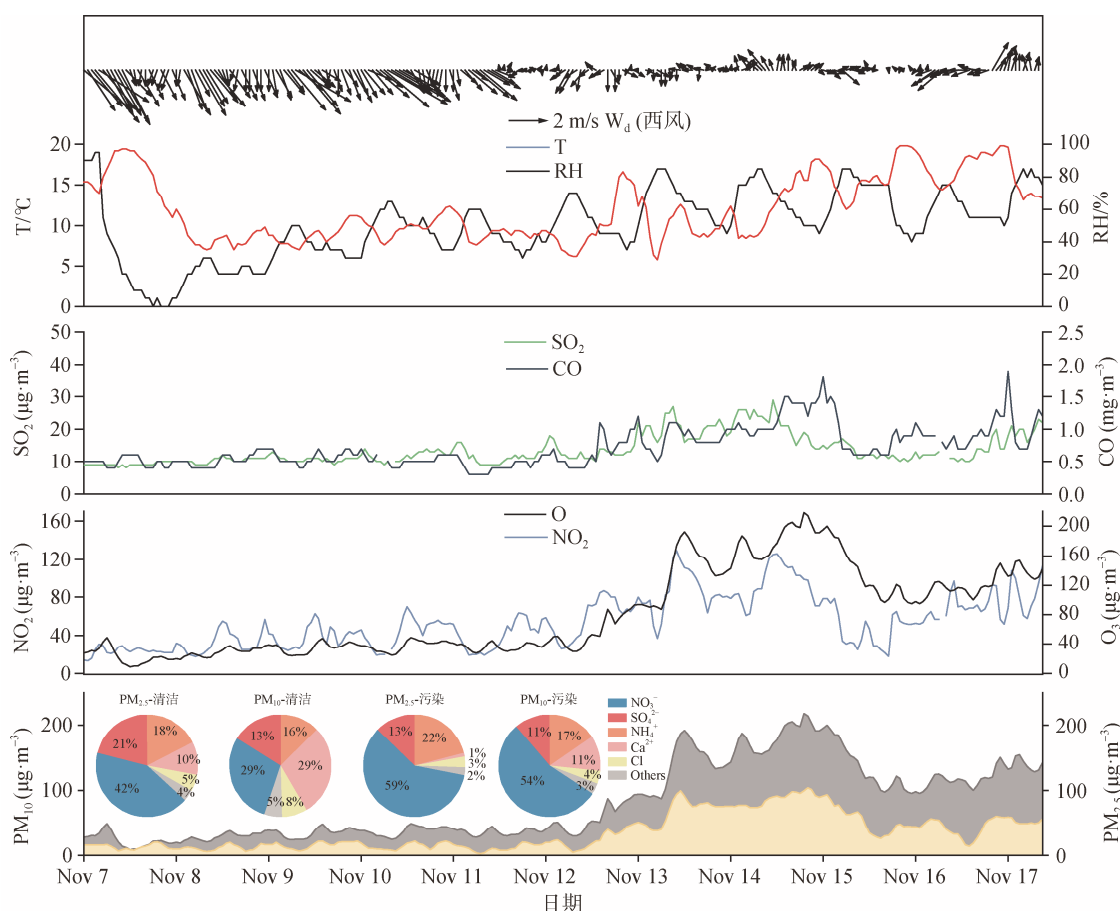 2 m/s Wd (西风)
T
RH
20
15
10
5
0
T/℃
100
80
60
40
20
0
RH/%
SO2
CO
50
40
30
20
10
0
SO2 (μg·m−3)
2.5
2.0
1.5
1.0
0.5
0.0
CO (mg·m−3)
O
NO2
160
120
80
40
0
NO2 (μg·m−3)
200
160
120
80
40
0
O3 (μg·m−3)
PM2.5-清洁
PM10-清洁
PM2.5-污染
PM10-污染
18%
10%
5%
4%
42%
21%
16%
29%
8%
5%
29%
13%
22%
1%
3%
2%
59%
13%
17%
11%
4%
3%
54%
11%
NO3−
SO42−
NH4+
Ca2+
Cl
Others
200
100
0
PM10 (μg·m−3)
200
100
0
PM2.5 (μg·m−3)
Nov 7 Nov 8 Nov 9 Nov 10 Nov 11 Nov 12 Nov 13 Nov 14 Nov 15 Nov 16 Nov 17
日期